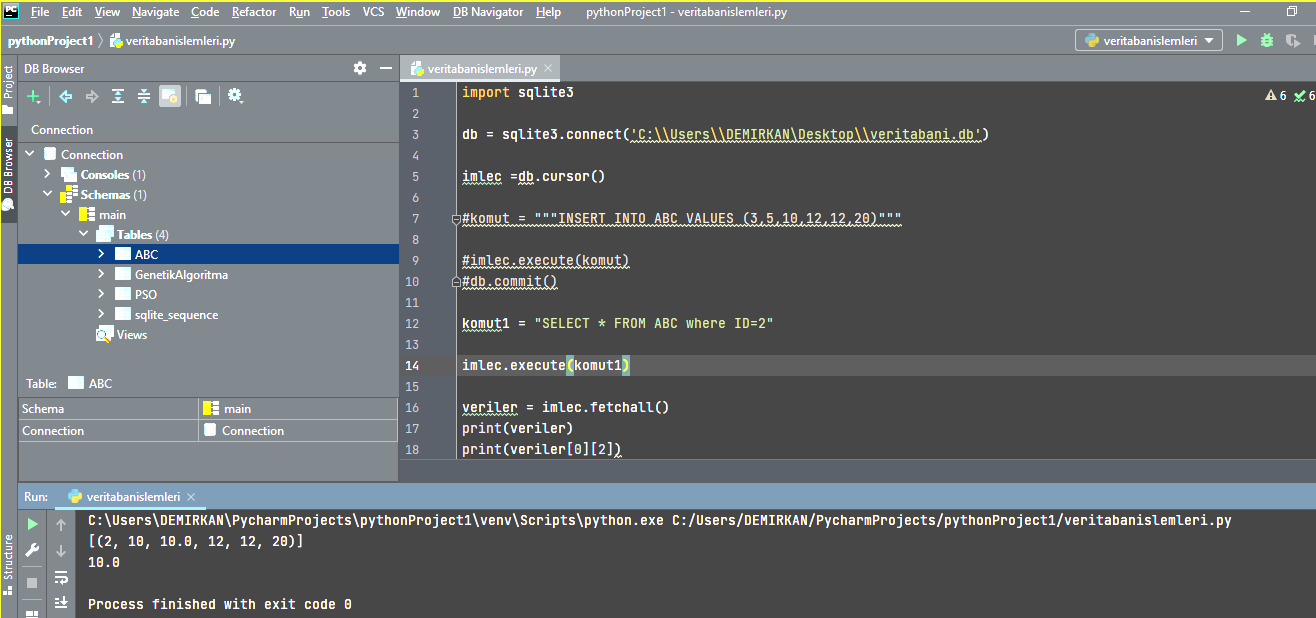 PC File Edit View Navigate Code Refactor Run Tools VCS Window DB Navigator Help pythonProject1 - veritabanislemleri.py
pythonProject1 veritabanislemleri.py veritabanislemleri
Project
DB Browser
Structure
DB Browser
Connection
Connection
Consoles (1)
Schemas (1)
main
Tables (4)
ABC
GenetikAlgoritma
PSO
sqlite_sequence
Views
Table: ABC
Schema main
Connection Connection
veritabanislemleri.py
6 6
1 import sqlite3
2
3 db = sqlite3.connect('C:\\Users\\DEMIRKAN\Desktop\\veritabani.db')
4
5 imlec =db.cursor()
6
7 #komut = """INSERT INTO ABC VALUES (3,5,10,12,12,20)"""
8
9 #imlec.execute(komut)
10 #db.commit()
11
12 komut1 = "SELECT * FROM ABC where ID=2"
13
14 imlec.execute(komut1)
15
16 veriler = imlec.fetchall()
17 print(veriler)
18 print(veriler[0][2])
Run: veritabanislemleri
C:\Users\DEMIRKAN\PycharmProjects\pythonProject1\venv\Scripts\python.exe C:/Users/DEMIRKAN/PycharmProjects/pythonProject1/veritabanislemleri.py
[(2, 10, 10.0, 12, 12, 20)]
10.0
Process finished with exit code 0